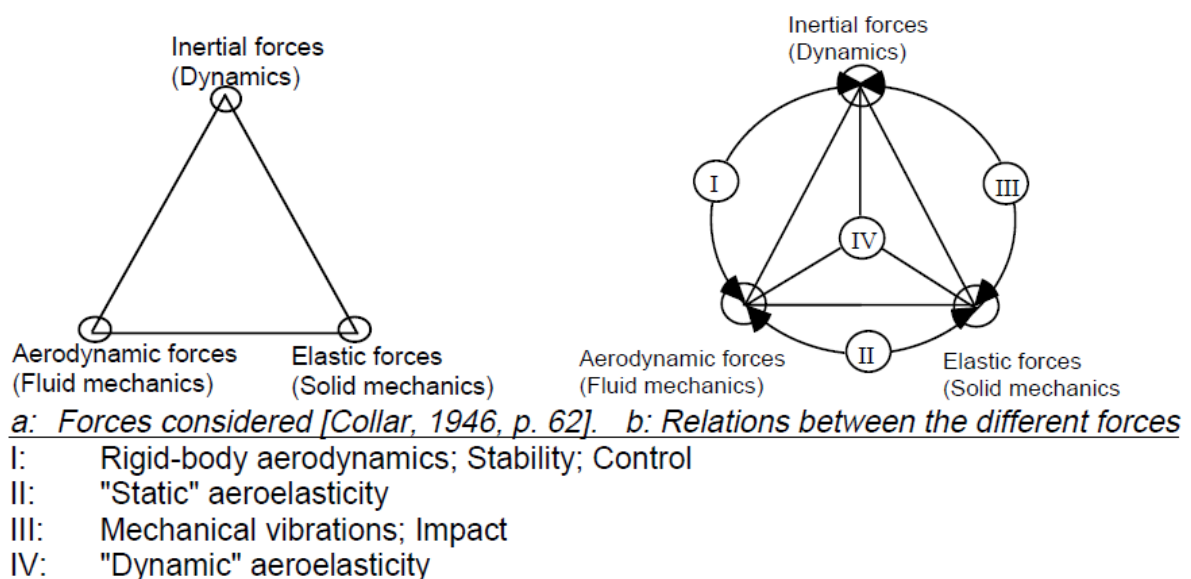 Inertial forces
(Dynamics)
Aerodynamic forces
(Fluid mechanics)
Elastic forces
(Solid mechanics)
Inertial forces
(Dynamics)
I
III
IV
II
Aerodynamic forces
(Fluid mechanics)
Elastic forces
(Solid mechanics
a: Forces considered [Collar, 1946, p. 62]. b: Relations between the different forces
I: Rigid-body aerodynamics; Stability; Control
II: "Static" aeroelasticity
III: Mechanical vibrations; Impact
IV: "Dynamic" aeroelasticity